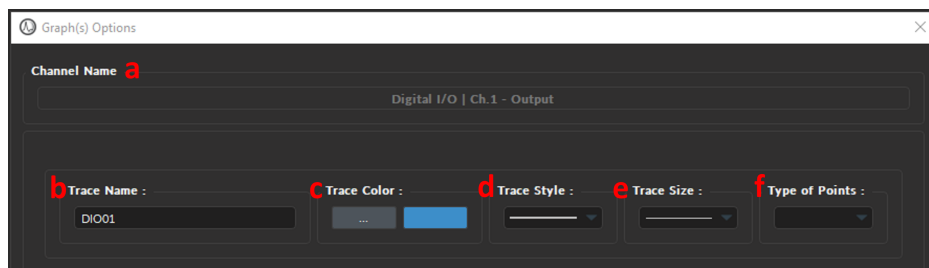 Graph(s) Options
Channel Name a
Digital I/O | Ch.1 - Output
b Trace Name : c Trace Color : d Trace Style : e Trace Size : f Type of Points :
DIO01 ...